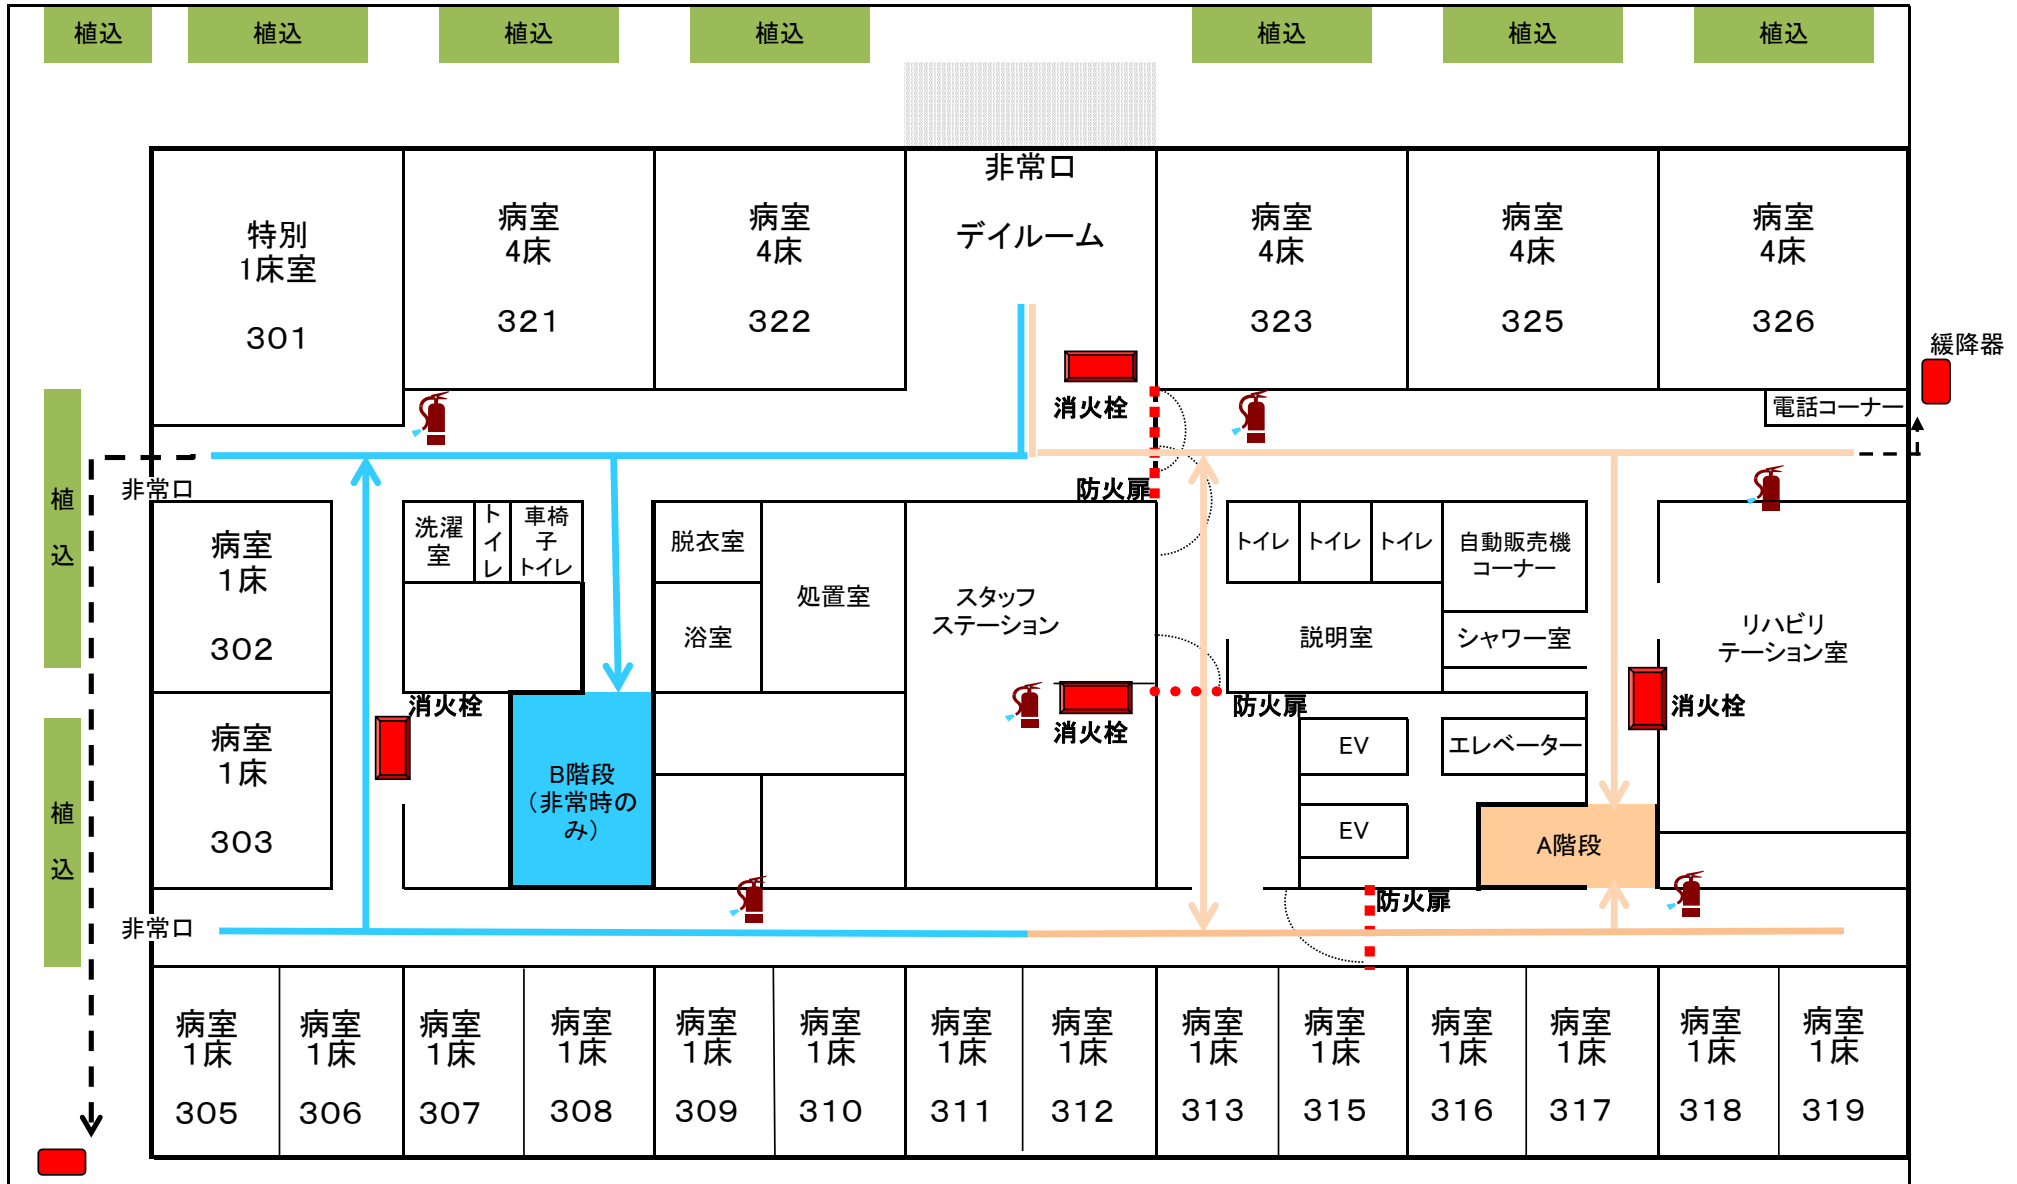 植込
植込
植込
植込
植込
植込
植込
非常口
デイルーム
特別
1床室
301
病室
4床
321
病室
4床
322
病室
4床
323
病室
4床
325
病室
4床
326
緩降器
電話コーナー
消火栓
防火扉
非常口
植
込
病室
1床
302
洗濯
室
ト
イ
レ
車椅
子
トイレ
脱衣室
処置室
浴室
スタッフ
ステーション
トイレ
トイレ
トイレ
自動販売機
コーナー
説明室
シャワー室
リハビリ
テーション室
消火栓
消火栓
防火扉
消火栓
病室
1床
303
植
込
B階段
（非常時の
み）
EV
エレベーター
EV
A階段
防火扉
非常口
病室
1床
305
病室
1床
306
病室
1床
307
病室
1床
308
病室
1床
309
病室
1床
310
病室
1床
311
病室
1床
312
病室
1床
313
病室
1床
315
病室
1床
316
病室
1床
317
病室
1床
318
病室
1床
319